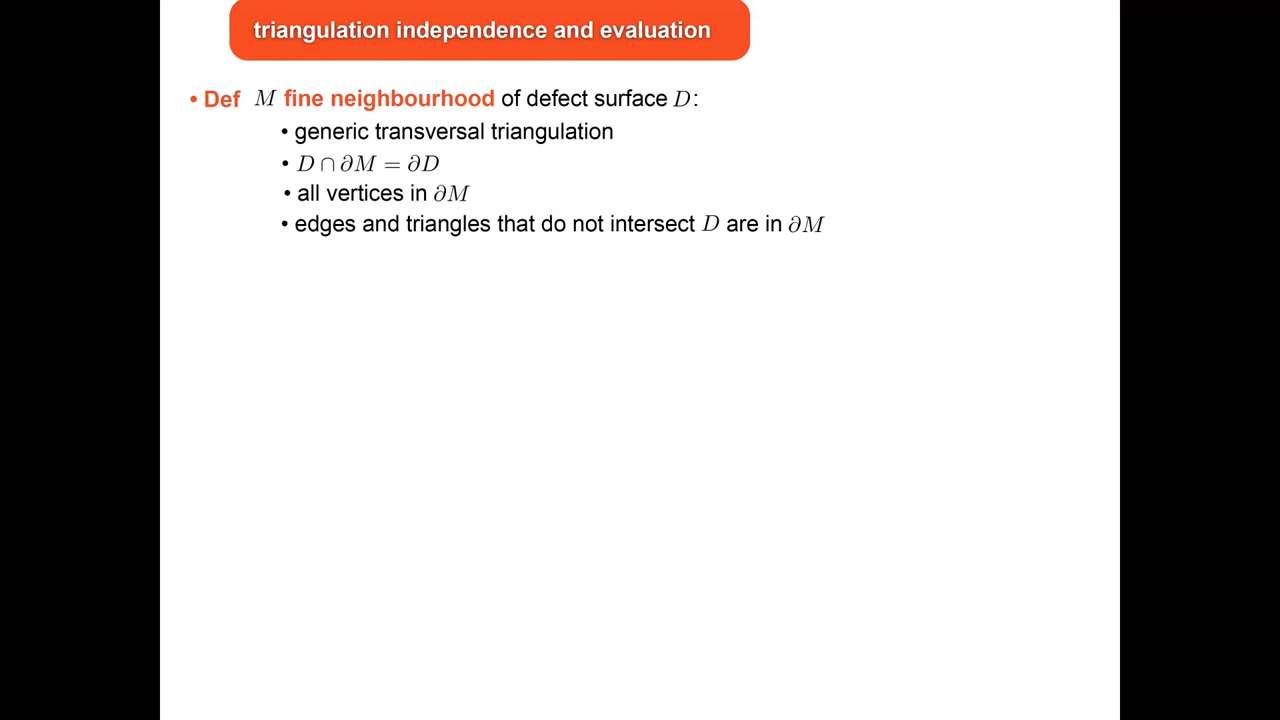 triangulation independence and evaluation
• Def M fine neighbourhood of defect surface D:
• generic transversal triangulation
• D ∩ ∂M = ∂D
• all vertices in ∂M
• edges and triangles that do not intersect D are in ∂M